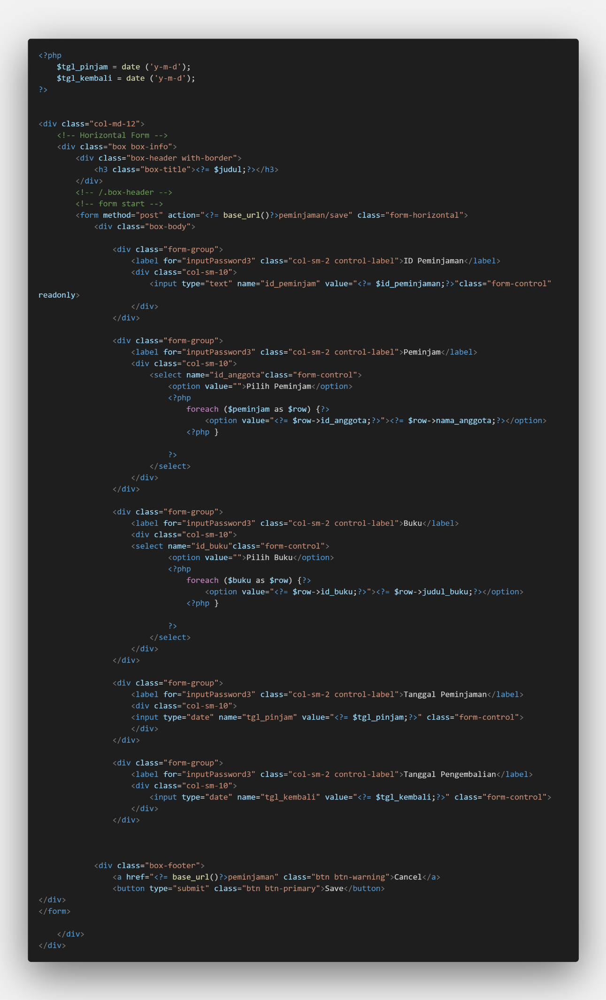 <?php
    $tgl_pinjam = date ('y-m-d');
    $tgl_kembali = date ('y-m-d');
?>
<div class="col-md-12">
    <!-- Horizontal Form -->
    <div class="box box-info">
        <div class="box-header with-border">
            <h3 class="box-title"><?= $judul;?></h3>
        </div>
        <!-- /.box-header -->
        <!-- form start -->
        <form method="post" action="<?= base_url()?>peminjaman/save" class="form-horizontal">
            <div class="box-body">
                <div class="form-group">
                    <label for="inputPassword3" class="col-sm-2 control-label">ID Peminjaman</label>
                    <div class="col-sm-10">
                        <input type="text" name="id_peminjam" value="<?= $id_peminjaman;?>"class="form-control"
readonly>
                    </div>
                </div>
                <div class="form-group">
                    <label for="inputPassword3" class="col-sm-2 control-label">Peminjam</label>
                    <div class="col-sm-10">
                        <select name="id_anggota"class="form-control">
                            <option value="">Pilih Peminjam</option>
                            <?php
                                foreach ($peminjam as $row) {?>
                                    <option value="<?= $row->id_anggota;?>"><?= $row->nama_anggota;?></option>
                                <?php }
                            ?>
                        </select>
                    </div>
                </div>
                <div class="form-group">
                    <label for="inputPassword3" class="col-sm-2 control-label">Buku</label>
                    <div class="col-sm-10">
                    <select name="id_buku"class="form-control">
                            <option value="">Pilih Buku</option>
                            <?php
                                foreach ($buku as $row) {?>
                                    <option value="<?= $row->id_buku;?>"><?= $row->judul_buku;?></option>
                                <?php }
                            ?>
                        </select>
                    </div>
                </div>
                <div class="form-group">
                    <label for="inputPassword3" class="col-sm-2 control-label">Tanggal Peminjaman</label>
                    <div class="col-sm-10">
                    <input type="date" name="tgl_pinjam" value="<?= $tgl_pinjam;?>" class="form-control">
                    </div>
                </div>
                <div class="form-group">
                    <label for="inputPassword3" class="col-sm-2 control-label">Tanggal Pengembalian</label>
                    <div class="col-sm-10">
                        <input type="date" name="tgl_kembali" value="<?= $tgl_kembali;?>" class="form-control">
                    </div>
                </div>
            <div class="box-footer">
                <a href="<?= base_url()?>peminjaman" class="btn btn-warning">Cancel</a>
                <button type="submit" class="btn btn-primary">Save</button>
</div>
</form>
    </div>
</div>